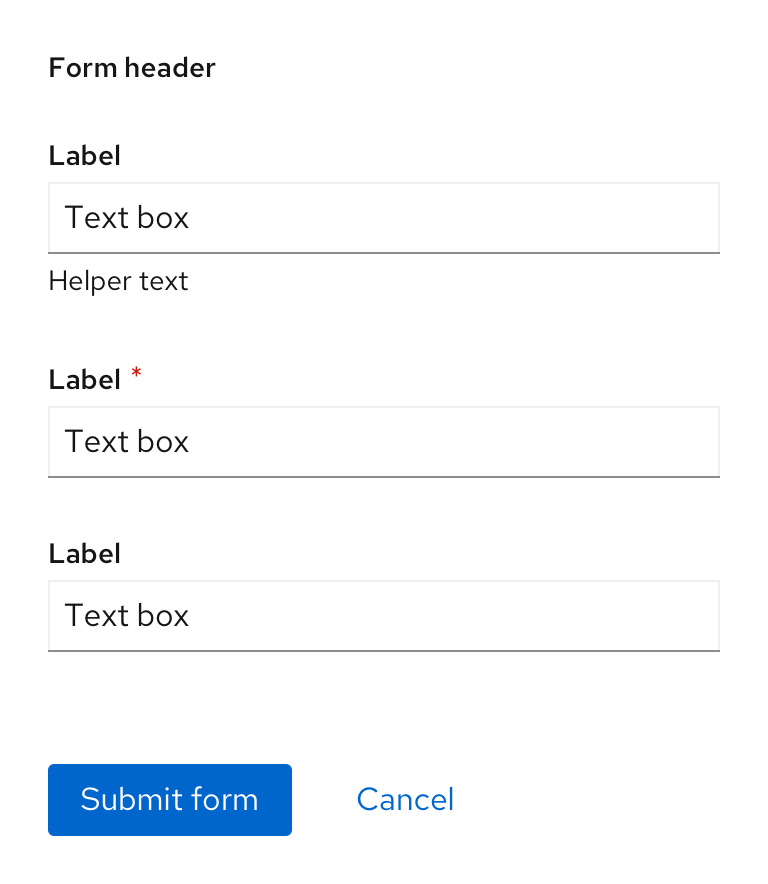 Form header
Label
Text box
Helper text
Label *
Text box
Label
Text box
Submit form Cancel